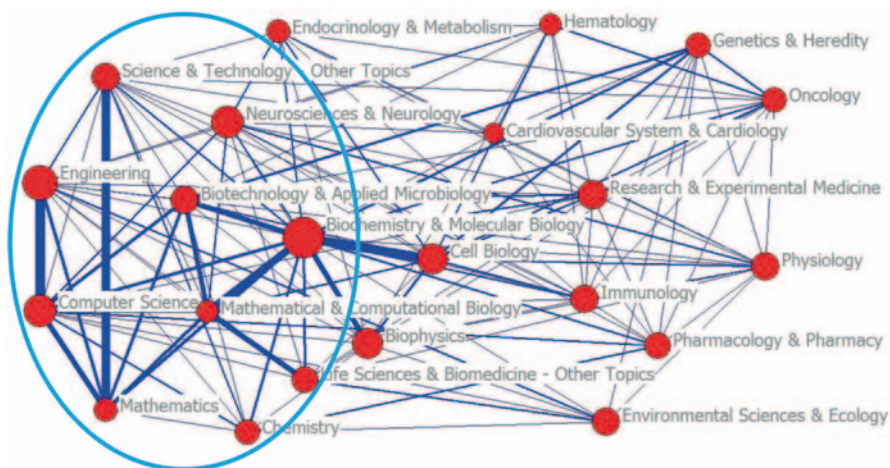 Endocrinology & Metabolism
Hematology
Genetics & Heredity
Science & Technology - Other Topics
Oncology
Neurosciences & Neurology
Cardiovascular System & Cardiology
Engineering
Biotechnology & Applied Microbiology
Research & Experimental Medicine
Biochemistry & Molecular Biology
Cell Biology
Physiology
Computer Science
Mathematical & Computational Biology
Immunology
Biophysics
Pharmacology & Pharmacy
Life Sciences & Biomedicine - Other Topics
Mathematics
Chemistry
Environmental Sciences & Ecology